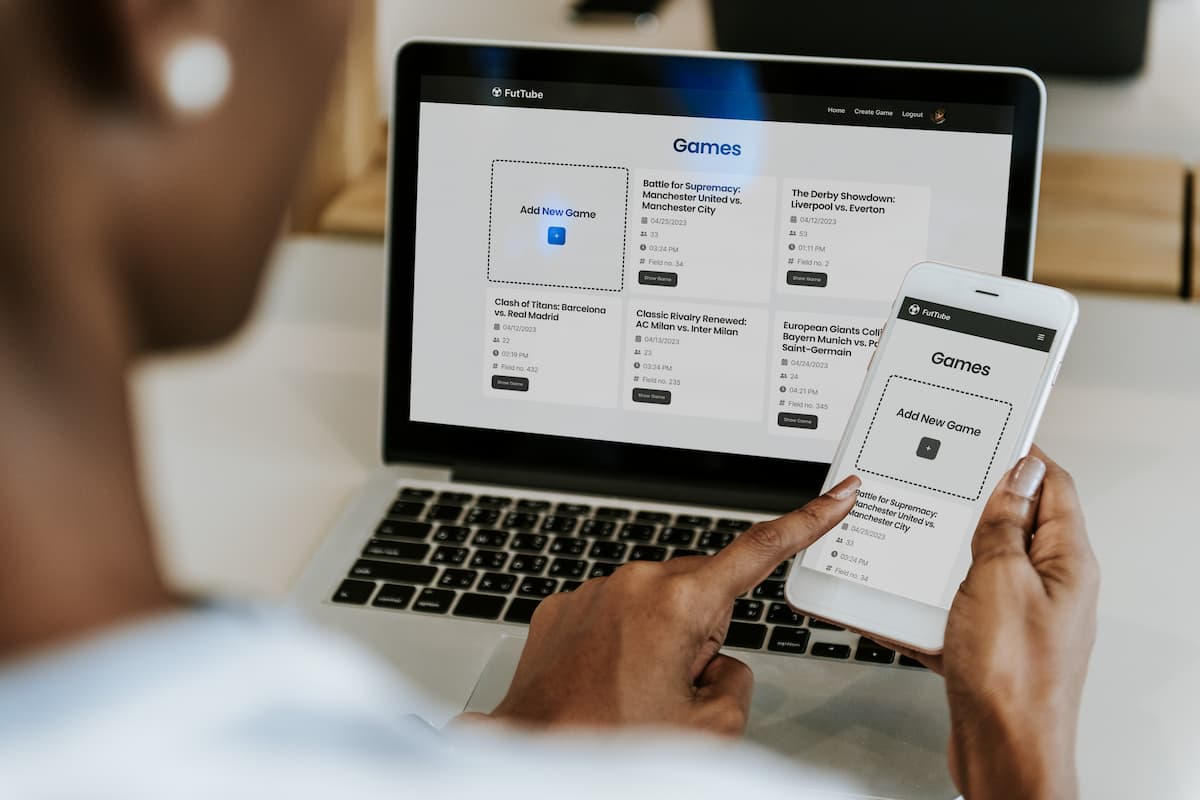 FutTube
Home Create Game Logout
Games
Add New Game
+
Battle for Supremacy:
Manchester United vs.
Manchester City
04/25/2023
33
03:24 PM
# Field no. 34
Show Game
The Derby Showdown:
Liverpool vs. Everton
04/12/2023
53
01:11 PM
# Field no. 2
Show Game
Clash of Titans: Barcelona
vs. Real Madrid
04/12/2023
22
02:19 PM
# Field no. 432
Show Game
Classic Rivalry Renewed:
AC Milan vs. Inter Milan
04/13/2023
23
03:24 PM
# Field no. 235
Show Game
European Giants Colli
Bayern Munich vs. Pa
Saint-Germain
04/24/2023
24
04:21 PM
# Field no. 345
Show Game
FutTube
Games
Add New Game
+
Battle for Supremacy:
Manchester United vs.
Manchester City
04/25/2023
33
03:24 PM
# Field no. 34